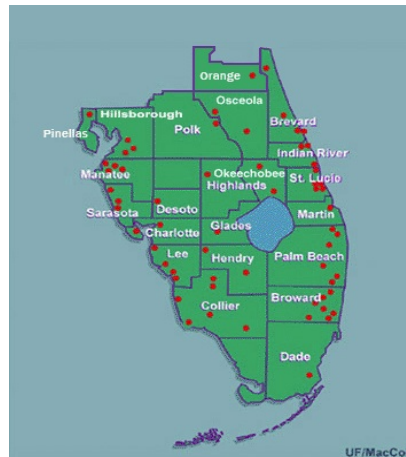 Orange
Osceola
Hillsborough
Brevard
Polk
Pinellas
Indian River
Okeechobee
Manatee
Highlands
St. Lucie
Sarasota
Desoto
Martin
Glades
Charlotte
Lee
Hendry
Palm Beach
Collier
Broward
Dade
UF/MacCo